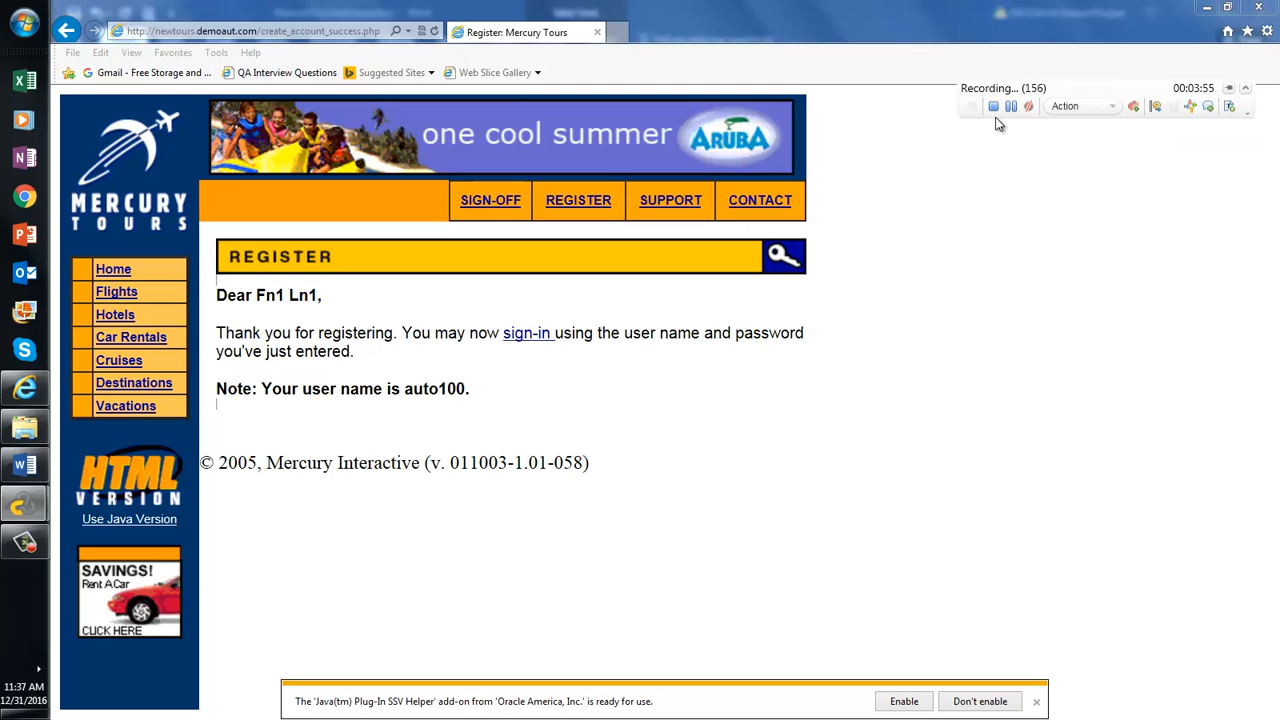 http://newtours.demoaut.com/create_account_success.php
Register: Mercury Tours
File Edit View Favorites Tools Help
Gmail - Free Storage and ...
QA Interview Questions
Suggested Sites
Web Slice Gallery
Recording... (156)
00:03:55
Action
one cool summer
ARUBA
MERCURY
TOURS
SIGN-OFF
REGISTER
SUPPORT
CONTACT
REGISTER
Home
Flights
Hotels
Car Rentals
Cruises
Destinations
Vacations
Dear Fn1 Ln1,
Thank you for registering. You may now sign-in using the user name and password
you've just entered.
Note: Your user name is auto100.
© 2005, Mercury Interactive (v. 011003-1.01-058)
HTML
VERSION
Use Java Version
SAVINGS!
Rent A Car
CLICK HERE
The 'Java(tm) Plug-In SSV Helper' add-on from 'Oracle America, Inc.' is ready for use.
Enable
Don't enable
11:37 AM
12/31/2016